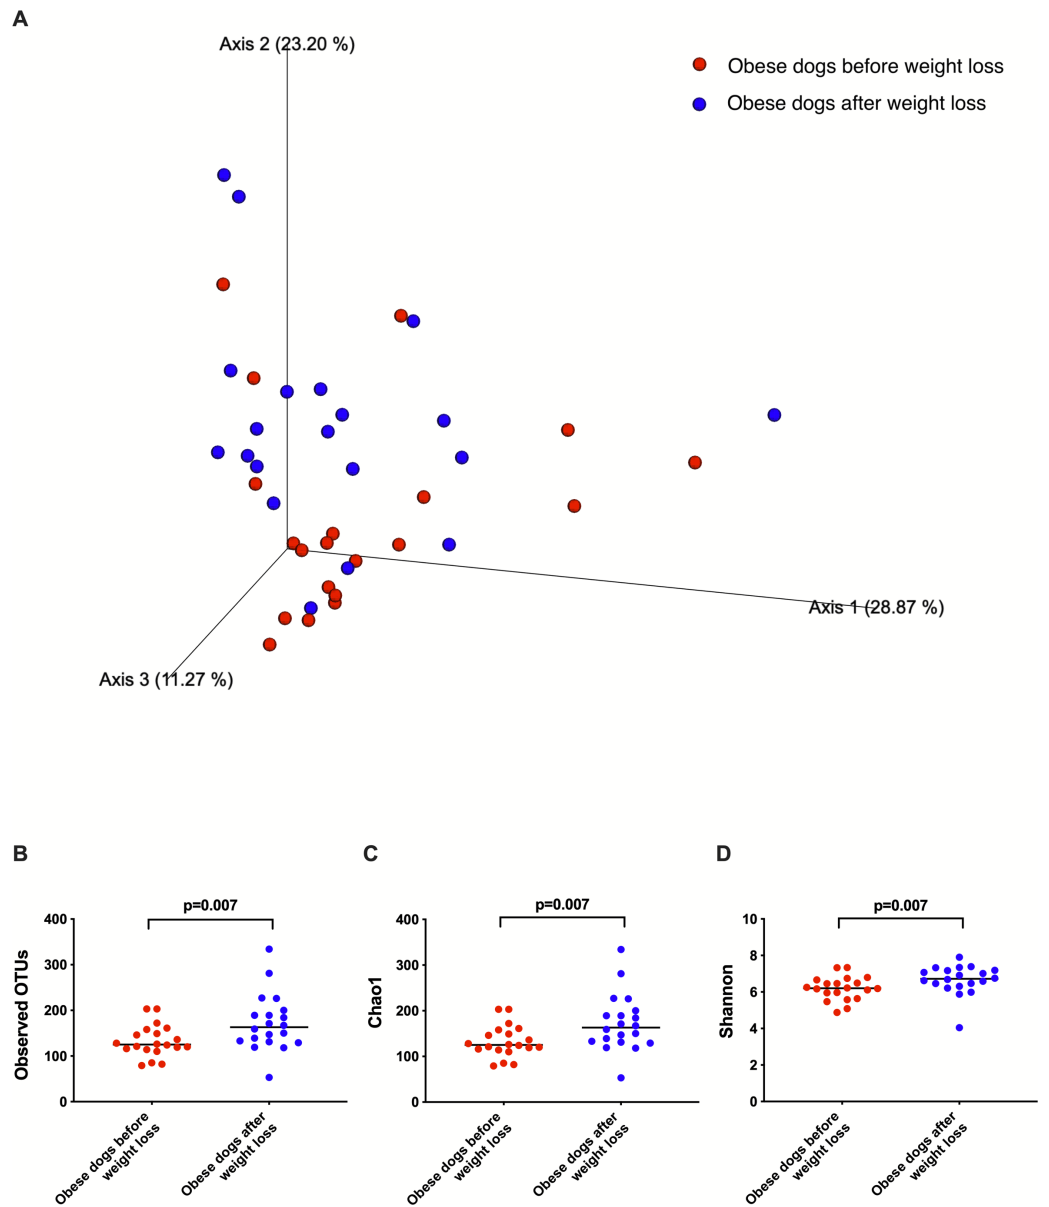 A
Axis 2 (23.20 %)
Obese dogs before weight loss
Obese dogs after weight loss
Axis 1 (28.87 %)
Axis 3 (11.27 %)
B
p=0.007
Observed OTUs
400
300
200
100
0
Obese dogs before
weight loss
Obese dogs after
weight loss
C
p=0.007
Chao1
400
300
200
100
0
Obese dogs before
weight loss
Obese dogs after
weight loss
D
p=0.007
Shannon
10
8
6
4
2
0
Obese dogs before
weight loss
Obese dogs after
weight loss